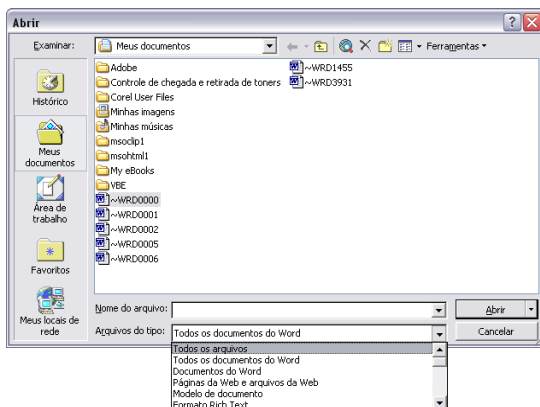 Abrir
Examinar: Meus documentos Ferramentas
Histórico
Meus documentos
Área de trabalho
Favoritos
Meus locais de rede
Adobe
Controle de chegada e retirada de toners
Corel User Files
Minhas imagens
Minhas músicas
msoclip1
msohtml1
My eBooks
VBE
~WRD0000
~WRD0001
~WRD0002
~WRD0005
~WRD0006
~WRD1455
~WRD3931
Nome do arquivo: Abrir
Arquivos do tipo: Todos os documentos do Word Cancelar
Todos os arquivos
Todos os documentos do Word
Documentos do Word
Páginas da Web e arquivos da Web
Modelo de documento
Formato Rich Text